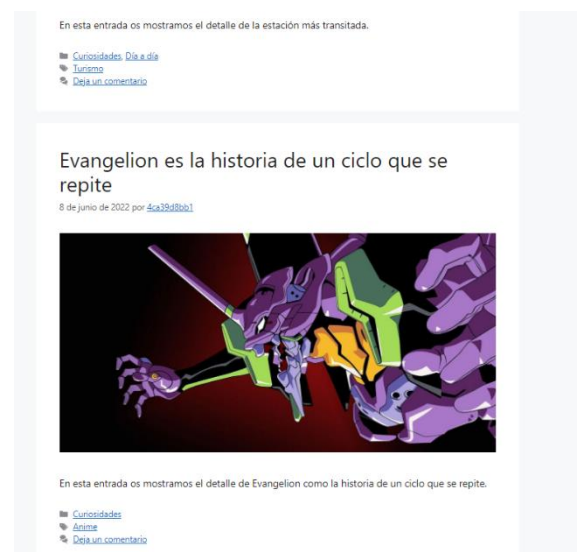 En esta entrada os mostramos el detalle de la estación más transitada.
Curiosidades, Día a día
Turismo
Deja un comentario
Evangelion es la historia de un ciclo que se
repite
8 de junio de 2022 por 4ca39d8bb1
En esta entrada os mostramos el detalle de Evangelion como la historia de un ciclo que se repite.
Curiosidades
Anime
Deja un comentario